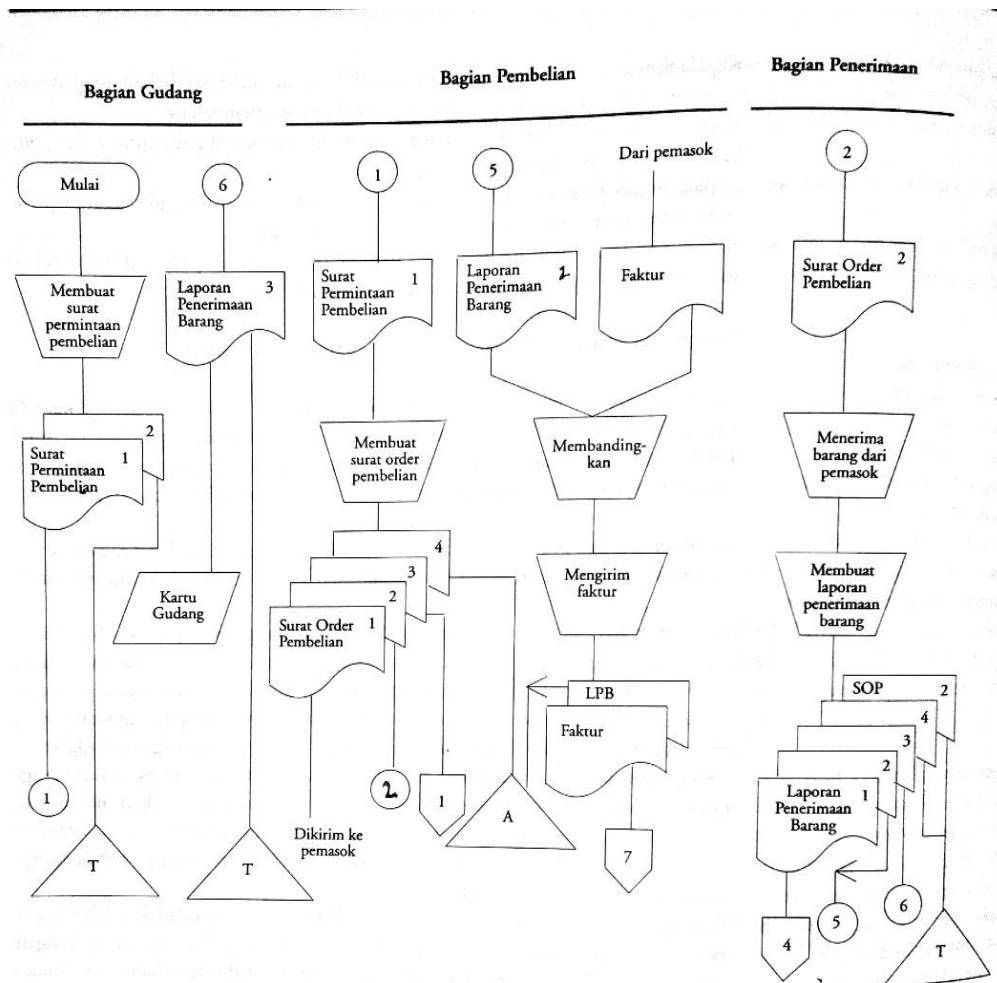 Bagian Gudang
Bagian Pembelian
Bagian Penerimaan
Mulai
6
1
5
Dari pemasok
2
Membuat
surat
permintaan
pembelian
Laporan 3
Penerimaan
Barang
Surat 1
Permintaan
Pembelian
Laporan 2
Penerimaan
Barang
Faktur
Surat Order 2
Pembelian
2
Surat 1
Permintaan
Pembelian
Membuat
surat order
pembelian
Membanding-
kan
Menerima
barang dari
pemasok
Kartu
Gudang
4
3
2
Surat Order 1
Pembelian
Mengirim
faktur
Membuat
laporan
penerimaan
barang
LPB
Faktur
SOP 2
4
3
2
Laporan 1
Penerimaan
Barang
1
T
T
Dikirim ke
pemasok
2
1
A
7
4
5
6
T